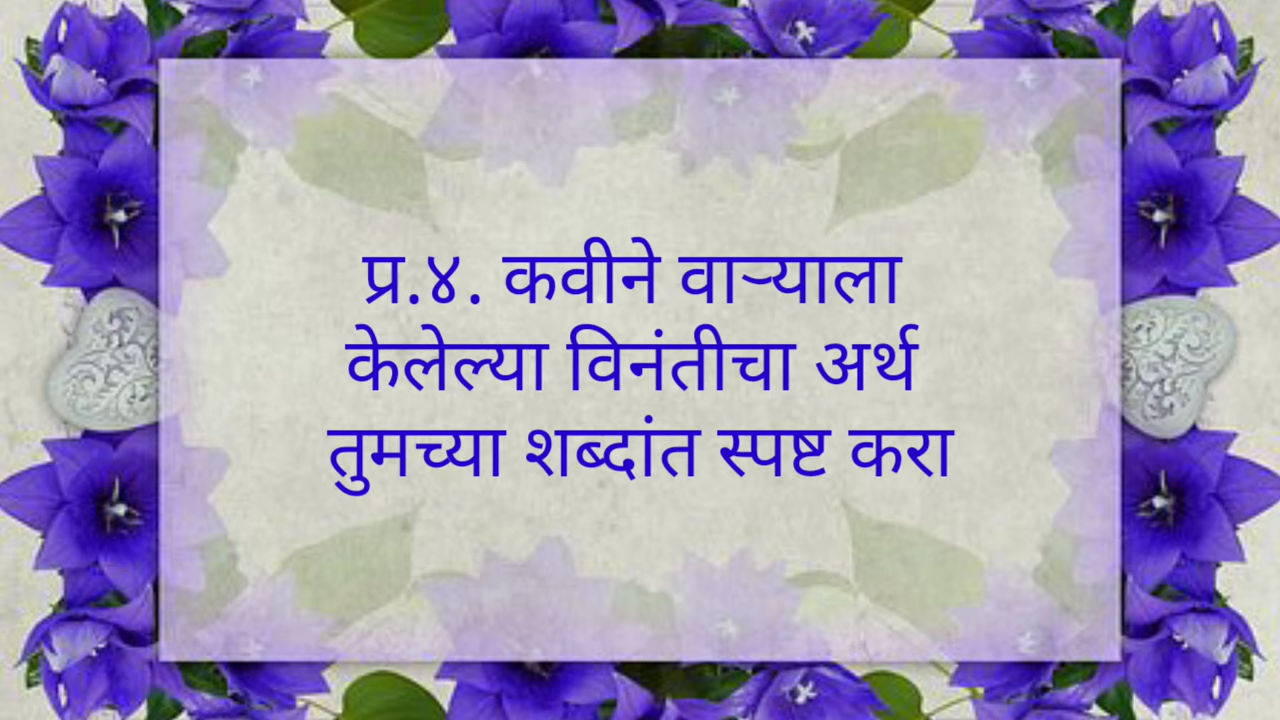 प्र.४. कवीने वाऱ्याला
केलेल्या विनंतीचा अर्थ
तुमच्या शब्दांत स्पष्ट करा